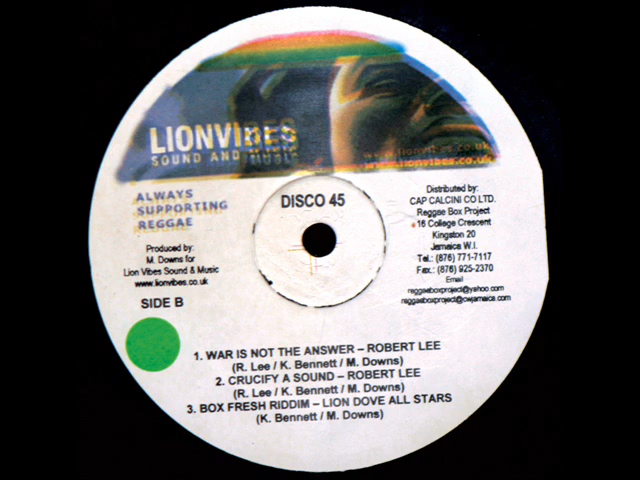 LIONVIBES
SOUND AND MUSIC
www.lionvibes.co.uk
www.lionvibes.co.uk
ALWAYS
SUPPORTING
REGGAE
DISCO 45
Distributed by:
CAP CALCINI CO LTD.
Reggae Box Project
16 College Crescent
Kingston 20
Jamaica W.I.
Tel.: (876) 771-7117
Fax.: (876) 925-2370
Email
reggaeboxproject@yahoo.com
reggaeboxproject@cwjamaica.com
Produced by:
M. Downs for
Lion Vibes Sound & Music
www.lionvibes.co.uk
SIDE B
1. WAR IS NOT THE ANSWER – ROBERT LEE
(R. Lee / K. Bennett / M. Downs)
2. CRUCIFY A SOUND – ROBERT LEE
(R. Lee / K. Bennett / M. Downs)
3. BOX FRESH RIDDIM – LION DOVE ALL STARS
(K. Bennett / M. Downs)